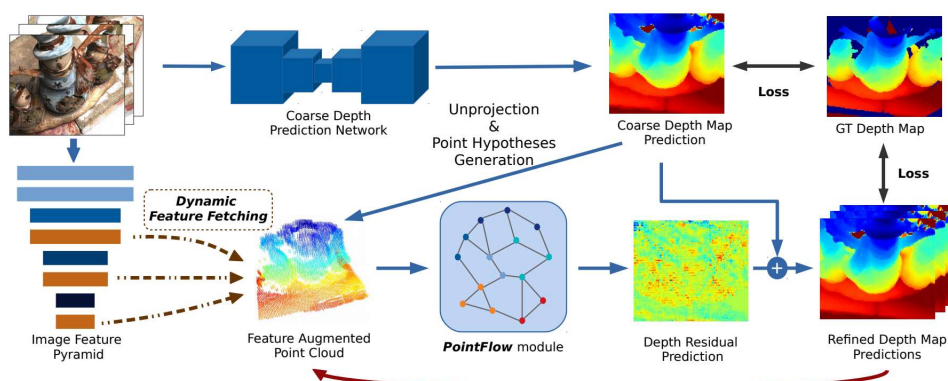 Coarse Depth
Prediction Network
Unprojection
&
Point Hypotheses
Generation
Coarse Depth Map
Prediction
Loss
GT Depth Map
Loss
Dynamic
Feature Fetching
Image Feature
Pyramid
Feature Augmented
Point Cloud
PointFlow module
Depth Residual
Prediction
+
Refined Depth Map
Predictions